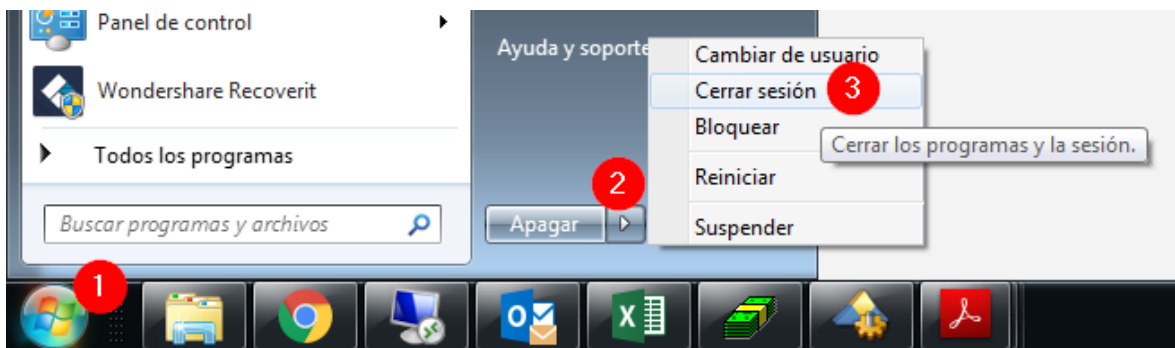 Panel de control
Ayuda y soporte
Cambiar de usuario
Wondershare Recoverit
Cerrar sesión
3
Bloquear
Cerrar los programas y la sesión.
Todos los programas
2
Reiniciar
Buscar programas y archivos
Apagar
Suspender
1